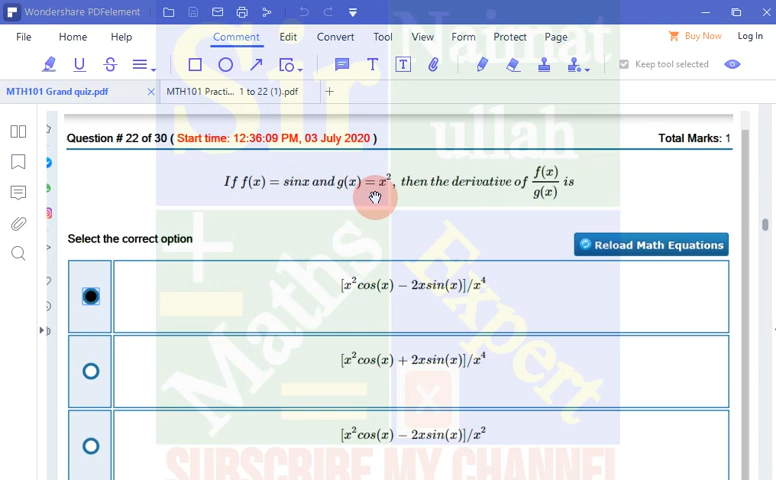 Wondershare PDFelement
File Home Help Comment Edit Convert Tool View Form Protect Page Buy Now Log In
Keep tool selected
MTH101 Grand quiz.pdf MTH101 Practi... 1 to 22 (1).pdf
Sir Nainat
ullah
Question # 22 of 30 ( Start time: 12:36:09 PM, 03 July 2020 ) Total Marks: 1
If f(x) = sinx and g(x) = x², then the derivative of f(x)/g(x) is
Select the correct option
Reload Math Equations
[x²cos(x) − 2xsin(x)]/x⁴
[x²cos(x) + 2xsin(x)]/x⁴
[x²cos(x) − 2xsin(x)]/x²
Maths Expert
SUBSCRIBE MY CHANNEL